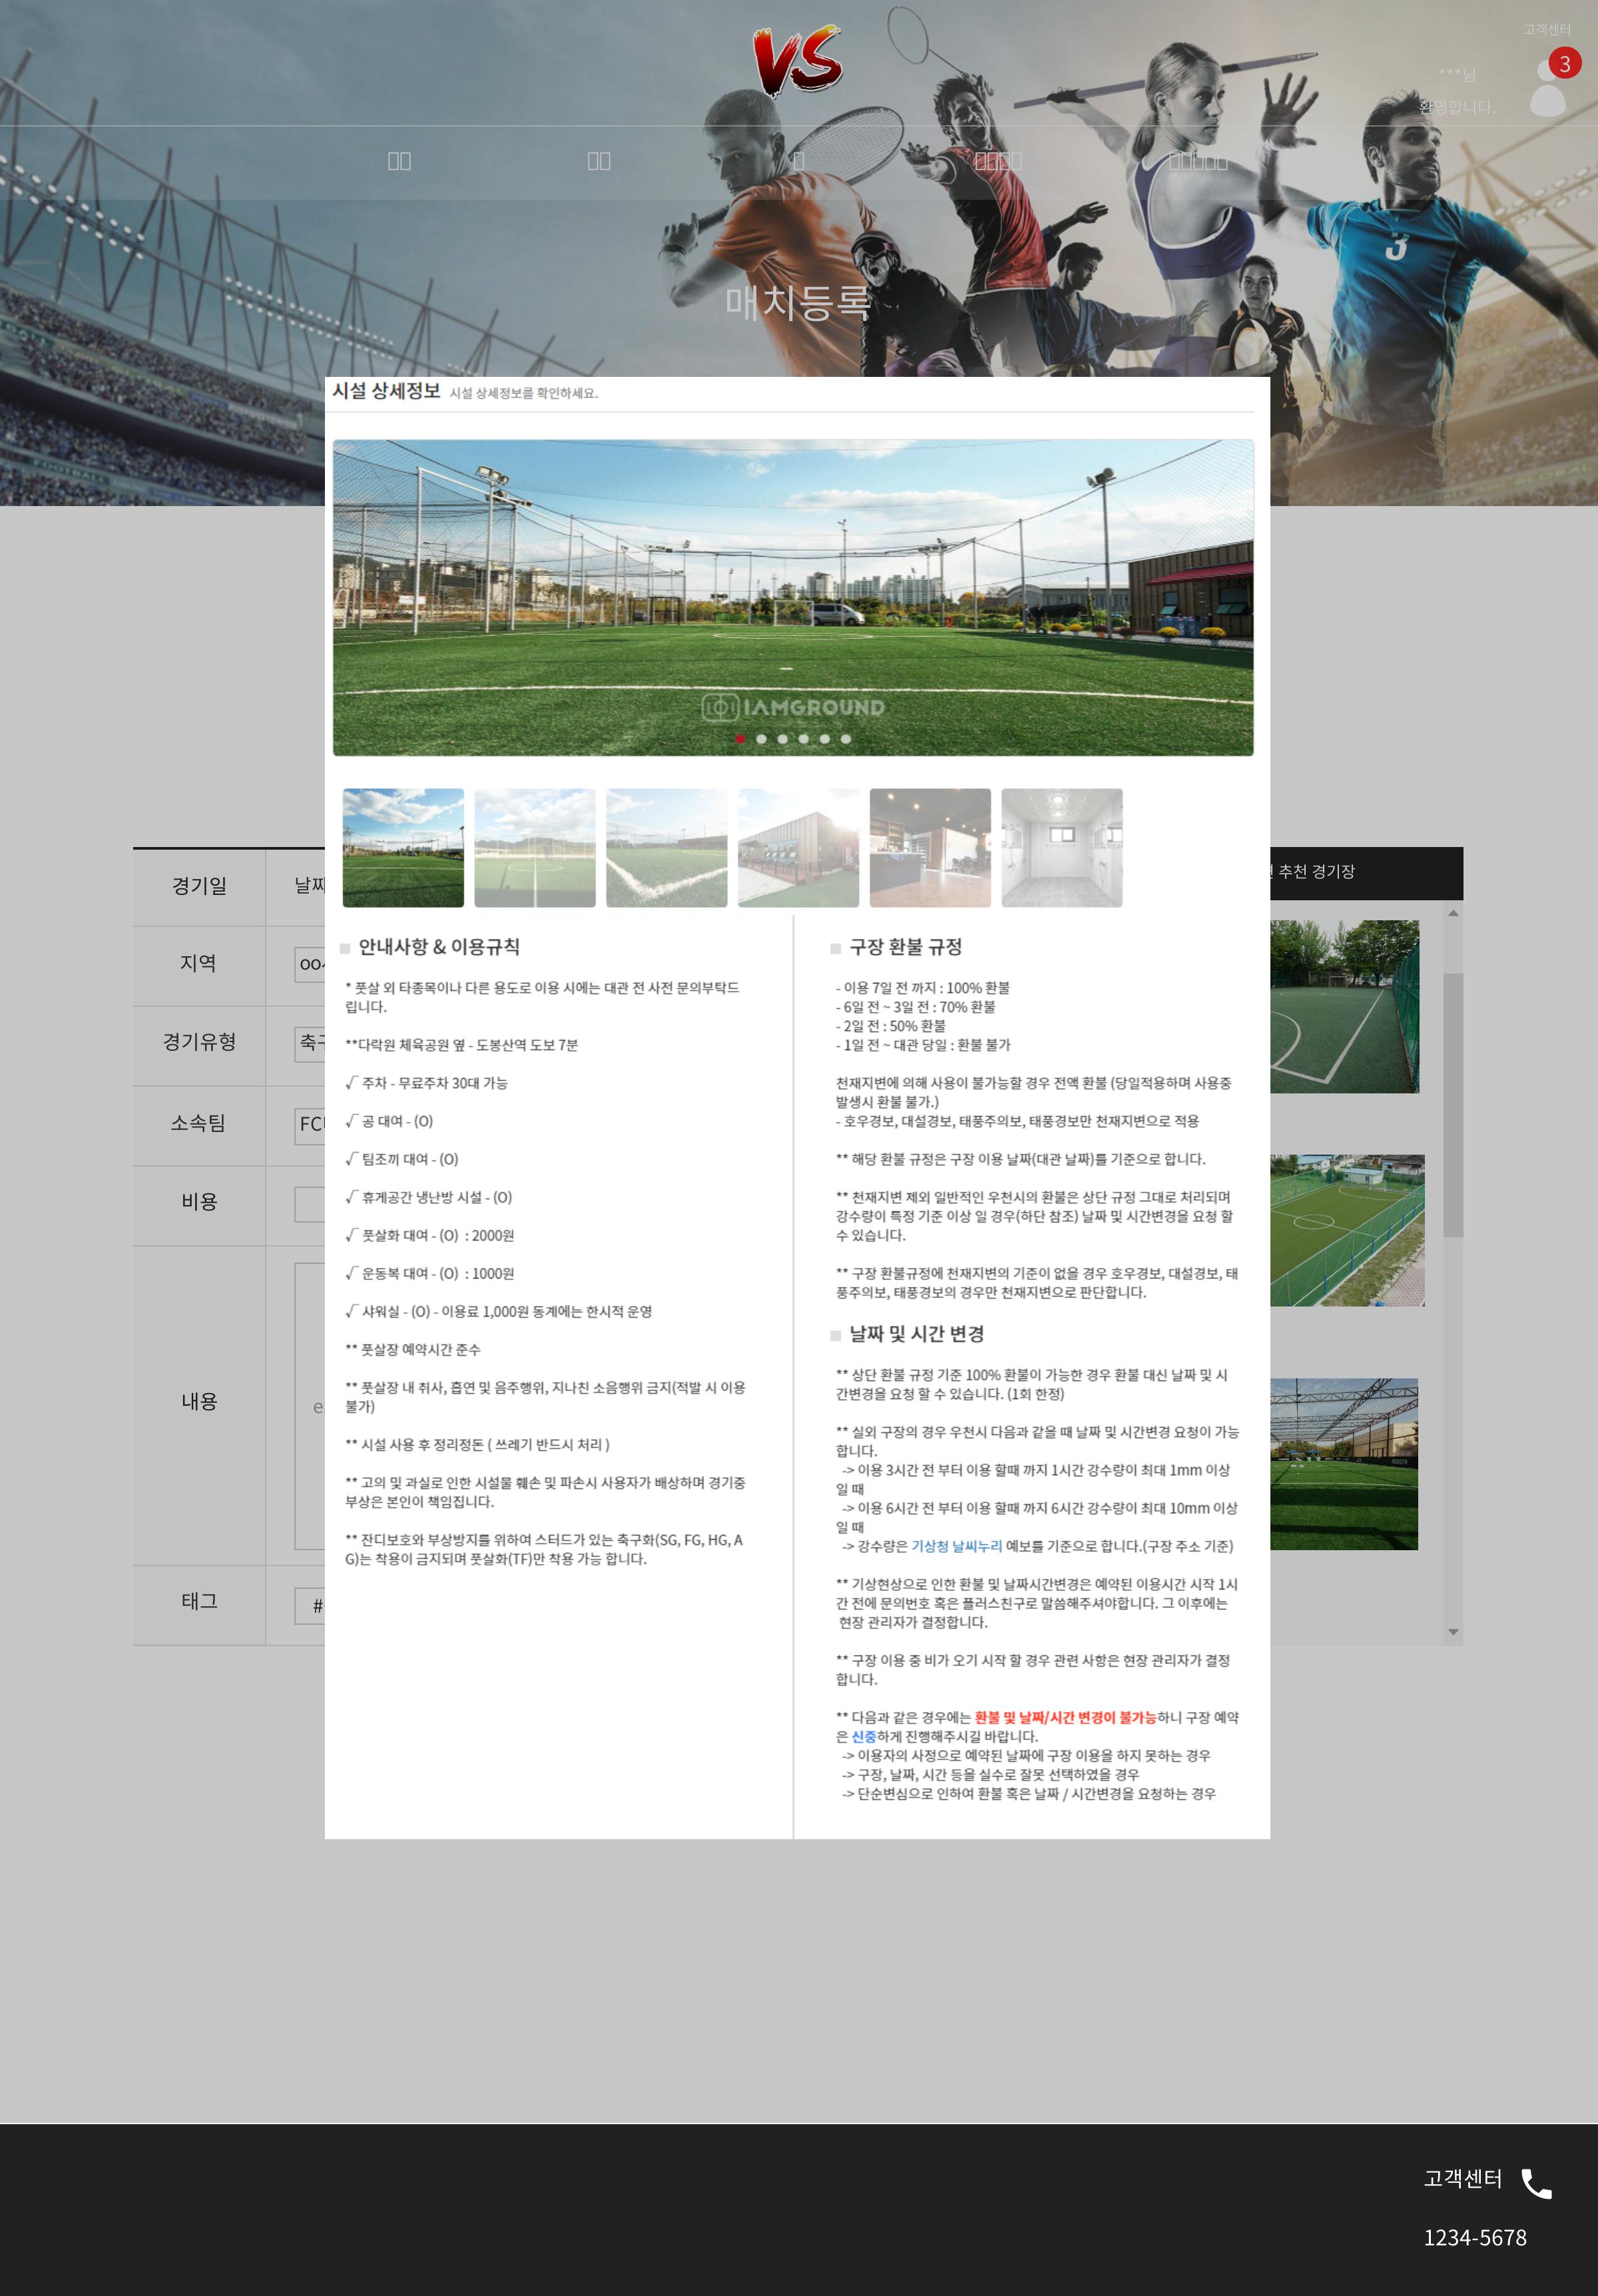 VS
고객센터
3
***님
환영합니다.
3
매치등록
시설 상세정보 시설 상세정보를 확인하세요.
IAMGROUND
경기일
날짜
지역
경기유형
소속팀
FC
비용
내용
태그
#
추천 경기장
안내사항 & 이용규칙
* 풋살 외 타종목이나 다른 용도로 이용 시에는 대관 전 사전 문의부탁드
립니다.
**다락원 체육공원 옆 - 도봉산역 도보 7분
√ 주차 - 무료주차 30대 가능
√ 공 대여 - (O)
√ 팀조끼 대여 - (O)
√ 휴게공간 냉난방 시설 - (O)
√ 풋살화 대여 - (O) : 2000원
√ 운동복 대여 - (O) : 1000원
√ 샤워실 - (O) - 이용료 1,000원 동계에는 한시적 운영
** 풋살장 예약시간 준수
** 풋살장 내 취사, 흡연 및 음주행위, 지나친 소음행위 금지(적발 시 이용
불가)
** 시설 사용 후 정리정돈 ( 쓰레기 반드시 처리 )
** 고의 및 과실로 인한 시설물 훼손 및 파손시 사용자가 배상하며 경기중
부상은 본인이 책임집니다.
** 잔디보호와 부상방지를 위하여 스터드가 있는 축구화(SG, FG, HG, A
G)는 착용이 금지되며 풋살화(TF)만 착용 가능 합니다.
구장 환불 규정
- 이용 7일 전 까지 : 100% 환불
- 6일 전 ~ 3일 전 : 70% 환불
- 2일 전 : 50% 환불
- 1일 전 ~ 대관 당일 : 환불 불가
천재지변에 의해 사용이 불가능할 경우 전액 환불 (당일적용하며 사용중
발생시 환불 불가.)
- 호우경보, 대설경보, 태풍주의보, 태풍경보만 천재지변으로 적용
** 해당 환불 규정은 구장 이용 날짜(대관 날짜)를 기준으로 합니다.
** 천재지변 제외 일반적인 우천시의 환불은 상단 규정 그대로 처리되며
강수량이 특정 기준 이상 일 경우(하단 참조) 날짜 및 시간변경을 요청 할
수 있습니다.
** 구장 환불규정에 천재지변의 기준이 없을 경우 호우경보, 대설경보, 태
풍주의보, 태풍경보의 경우만 천재지변으로 판단합니다.
날짜 및 시간 변경
** 상단 환불 규정 기준 100% 환불이 가능한 경우 환불 대신 날짜 및 시
간변경을 요청 할 수 있습니다. (1회 한정)
** 실외 구장의 경우 우천시 다음과 같을 때 날짜 및 시간변경 요청이 가능
합니다.
-> 이용 3시간 전 부터 이용 할때 까지 1시간 강수량이 최대 1mm 이상
일 때
-> 이용 6시간 전 부터 이용 할때 까지 6시간 강수량이 최대 10mm 이상
일 때
-> 강수량은 기상청 날씨누리 예보를 기준으로 합니다.(구장 주소 기준)
** 기상현상으로 인한 환불 및 날짜시간변경은 예약된 이용시간 시작 1시
간 전에 문의번호 혹은 플러스친구로 말씀해주셔야합니다. 그 이후에는
현장 관리자가 결정합니다.
** 구장 이용 중 비가 오기 시작 할 경우 관련 사항은 현장 관리자가 결정
합니다.
** 다음과 같은 경우에는 환불 및 날짜/시간 변경이 불가능하니 구장 예약
은 신중하게 진행해주시길 바랍니다.
-> 이용자의 사정으로 예약된 날짜에 구장 이용을 하지 못하는 경우
-> 구장, 날짜, 시간 등을 실수로 잘못 선택하였을 경우
-> 단순변심으로 인하여 환불 혹은 날짜 / 시간변경을 요청하는 경우
고객센터
1234-5678